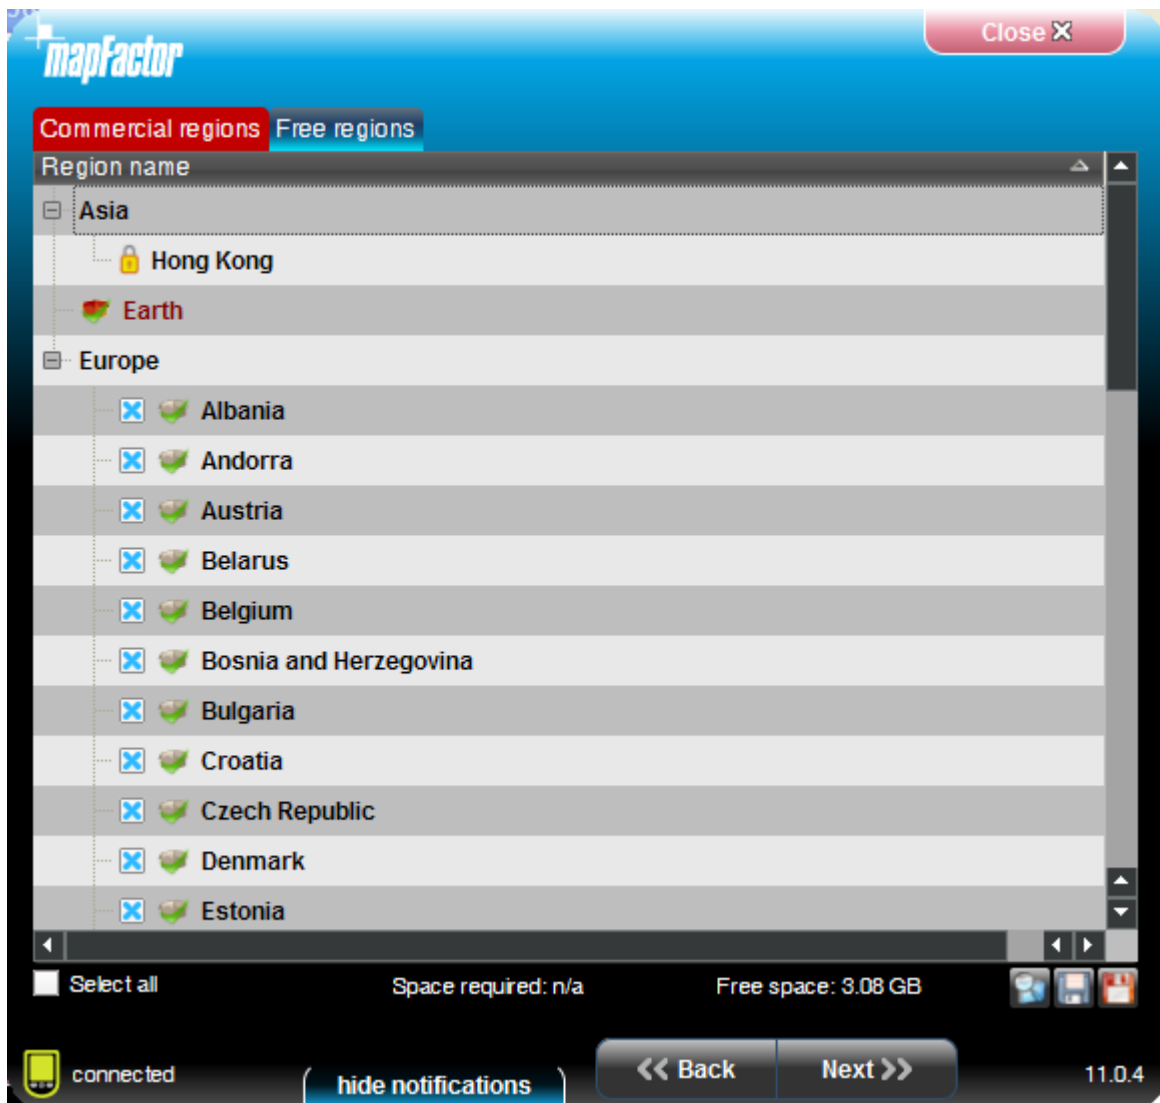 Close
mapFactor
Commercial regions Free regions
Region name
Asia
Hong Kong
Earth
Europe
Albania
Andorra
Austria
Belarus
Belgium
Bosnia and Herzegovina
Bulgaria
Croatia
Czech Republic
Denmark
Estonia
Select all Space required: n/a Free space: 3.08 GB
connected hide notifications << Back Next >> 11.0.4